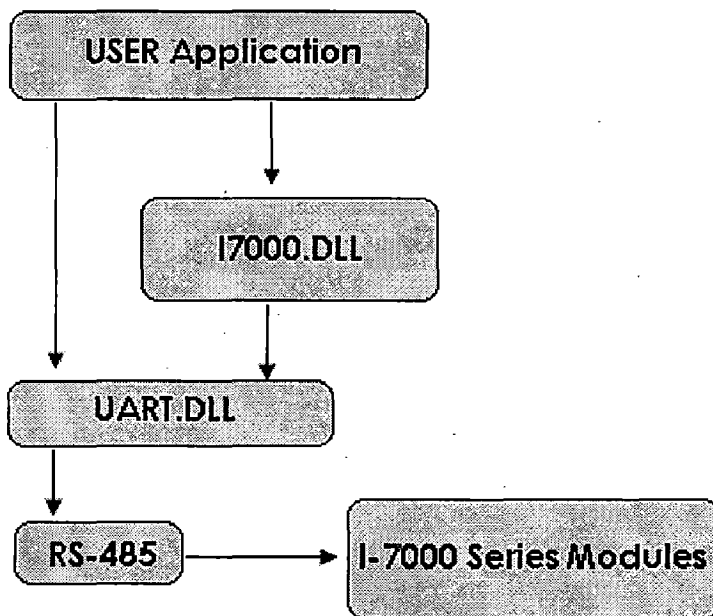 USER Application
I7000.DLL
UART.DLL
RS-485
I-7000 Series Modules